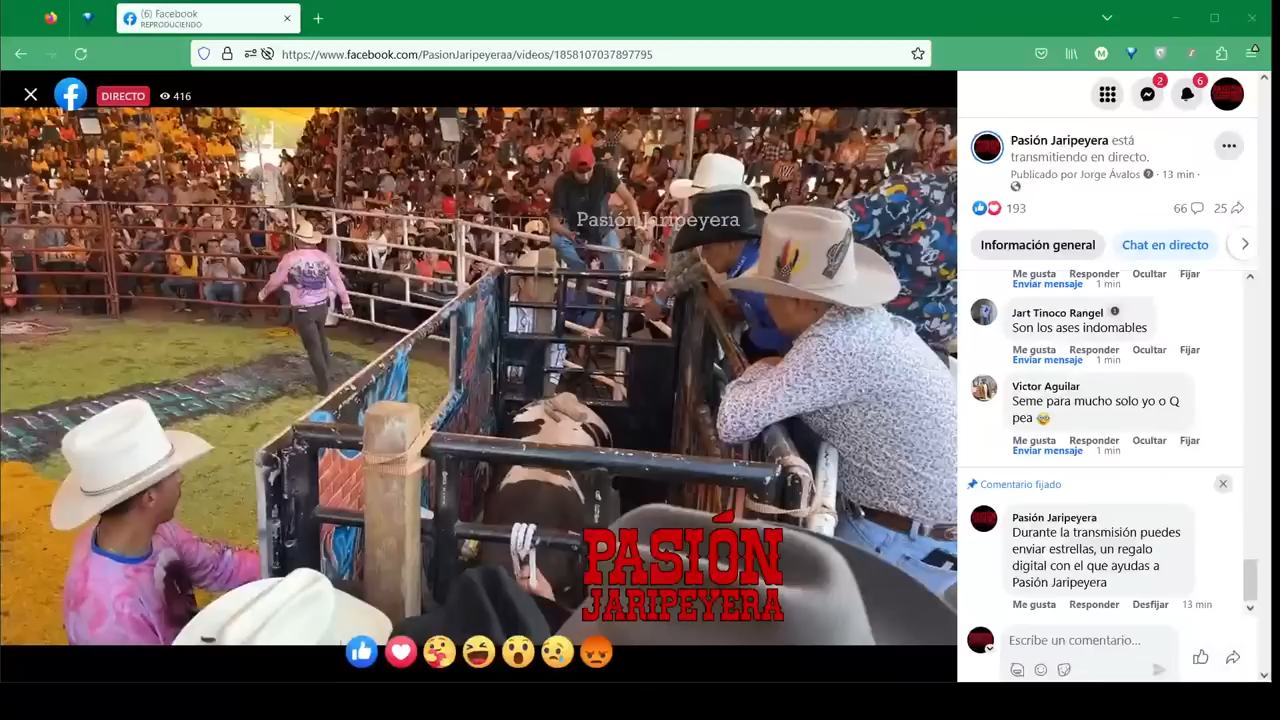 (6) Facebook
REPRODUCIENDO
https://www.facebook.com/PasionJaripeyeraa/videos/1858107037897795
DIRECTO
416
PasiónJaripeyera
PASIÓN
JARIPEYERA
2
6
Pasión Jaripeyera está
transmitiendo en directo.
Publicado por Jorge Ávalos · 13 min ·
193
66
25
Información general
Chat en directo
Me gusta Responder Ocultar Fijar
Enviar mensaje 1 min
Jart Tinoco Rangel
Son los ases indomables
Me gusta Responder Ocultar Fijar
Enviar mensaje 1 min
Victor Aguilar
Seme para mucho solo yo o Q
pea 🤓
Me gusta Responder Ocultar Fijar
Enviar mensaje 1 min
Comentario fijado
Pasión Jaripeyera
Durante la transmisión puedes
enviar estrellas, un regalo
digital con el que ayudas a
Pasión Jaripeyera
Me gusta Responder Desfijar 13 min
Escribe un comentario...